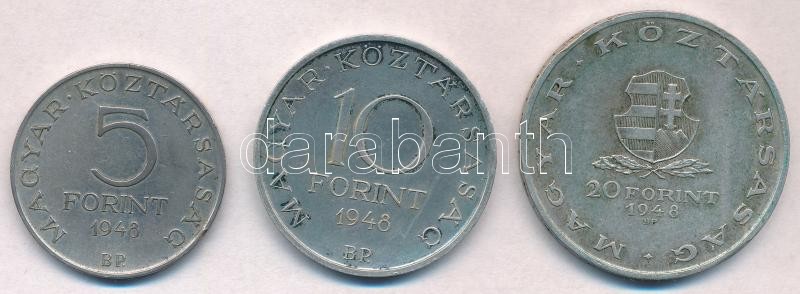 MAGYAR·KÖZTÁRSASÁG
5
FORINT
1948
BP.
MAGYAR·KÖZTÁRSASÁG
10
FORINT
1948
BP.
MAGYAR·KÖZTÁRSASÁG
20 FORINT
1948
BP.
darabanth